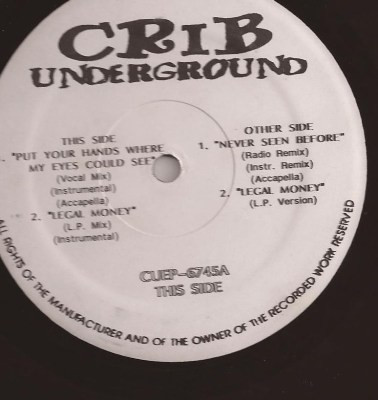 CRIB
UNDERGROUND
THIS SIDE
"PUT YOUR HANDS WHERE
MY EYES COULD SEE"
(Vocal Mix)
(Instrumental)
(Accapella)
2. "LEGAL MONEY"
(L.P. Mix)
(Instrumental)
OTHER SIDE
1. "NEVER SEEN BEFORE"
(Radio Remix)
(Instr. Remix)
(Accapella)
2. "LEGAL MONEY"
(L.P. Version)
CUEP-6745A
THIS SIDE
ALL RIGHTS OF THE MANUFACTURER AND OF THE OWNER OF THE RECORDED WORK RESERVED